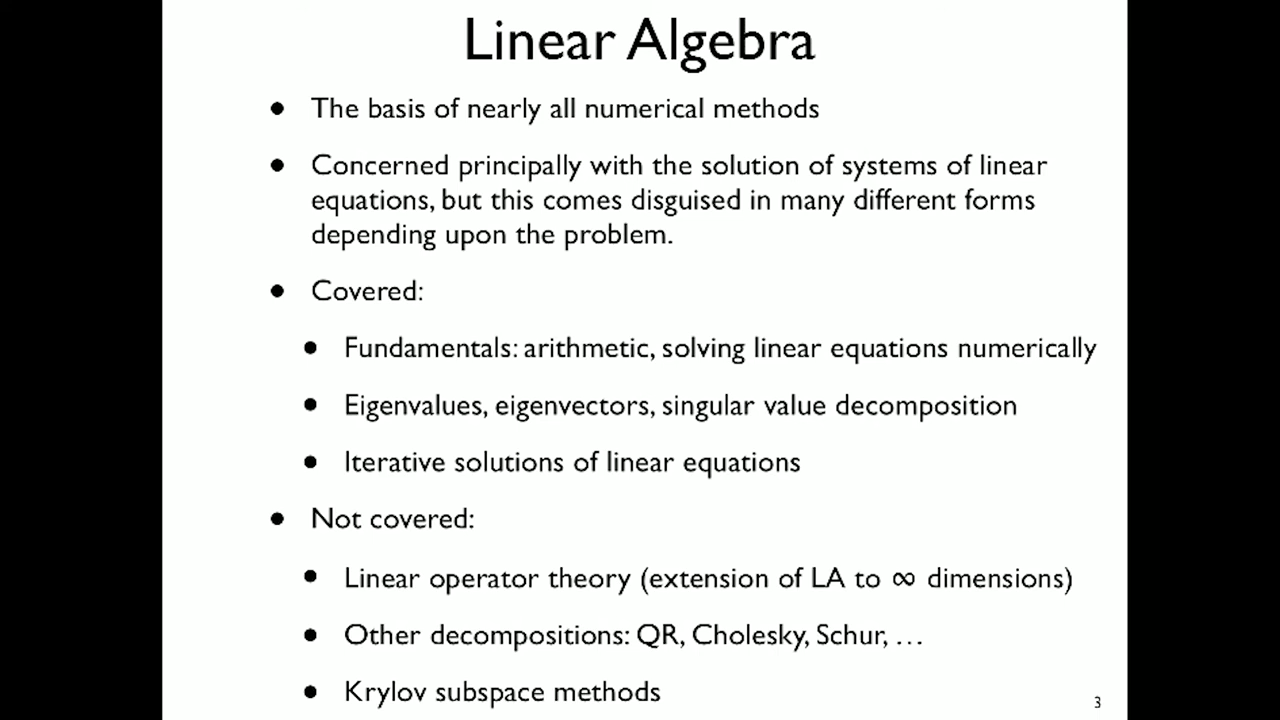 Linear Algebra
• The basis of nearly all numerical methods
• Concerned principally with the solution of systems of linear
equations, but this comes disguised in many different forms
depending upon the problem.
• Covered:
• Fundamentals: arithmetic, solving linear equations numerically
• Eigenvalues, eigenvectors, singular value decomposition
• Iterative solutions of linear equations
• Not covered:
• Linear operator theory (extension of LA to ∞ dimensions)
• Other decompositions: QR, Cholesky, Schur, …
• Krylov subspace methods
3